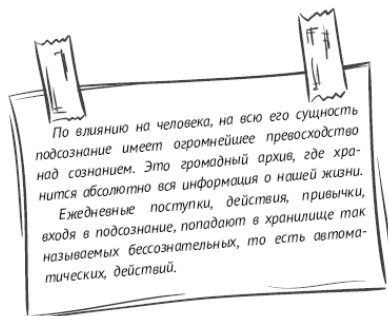 По влиянию на человека, на всю его сущность
подсознание имеет огромнейшее превосходство
над сознанием. Это громадный архив, где хра-
нится абсолютно вся информация о нашей жизни.
Ежедневные поступки, действия, привычки,
входя в подсознание, попадают в хранилище так
называемых бессознательных, то есть автома-
тических, действий.